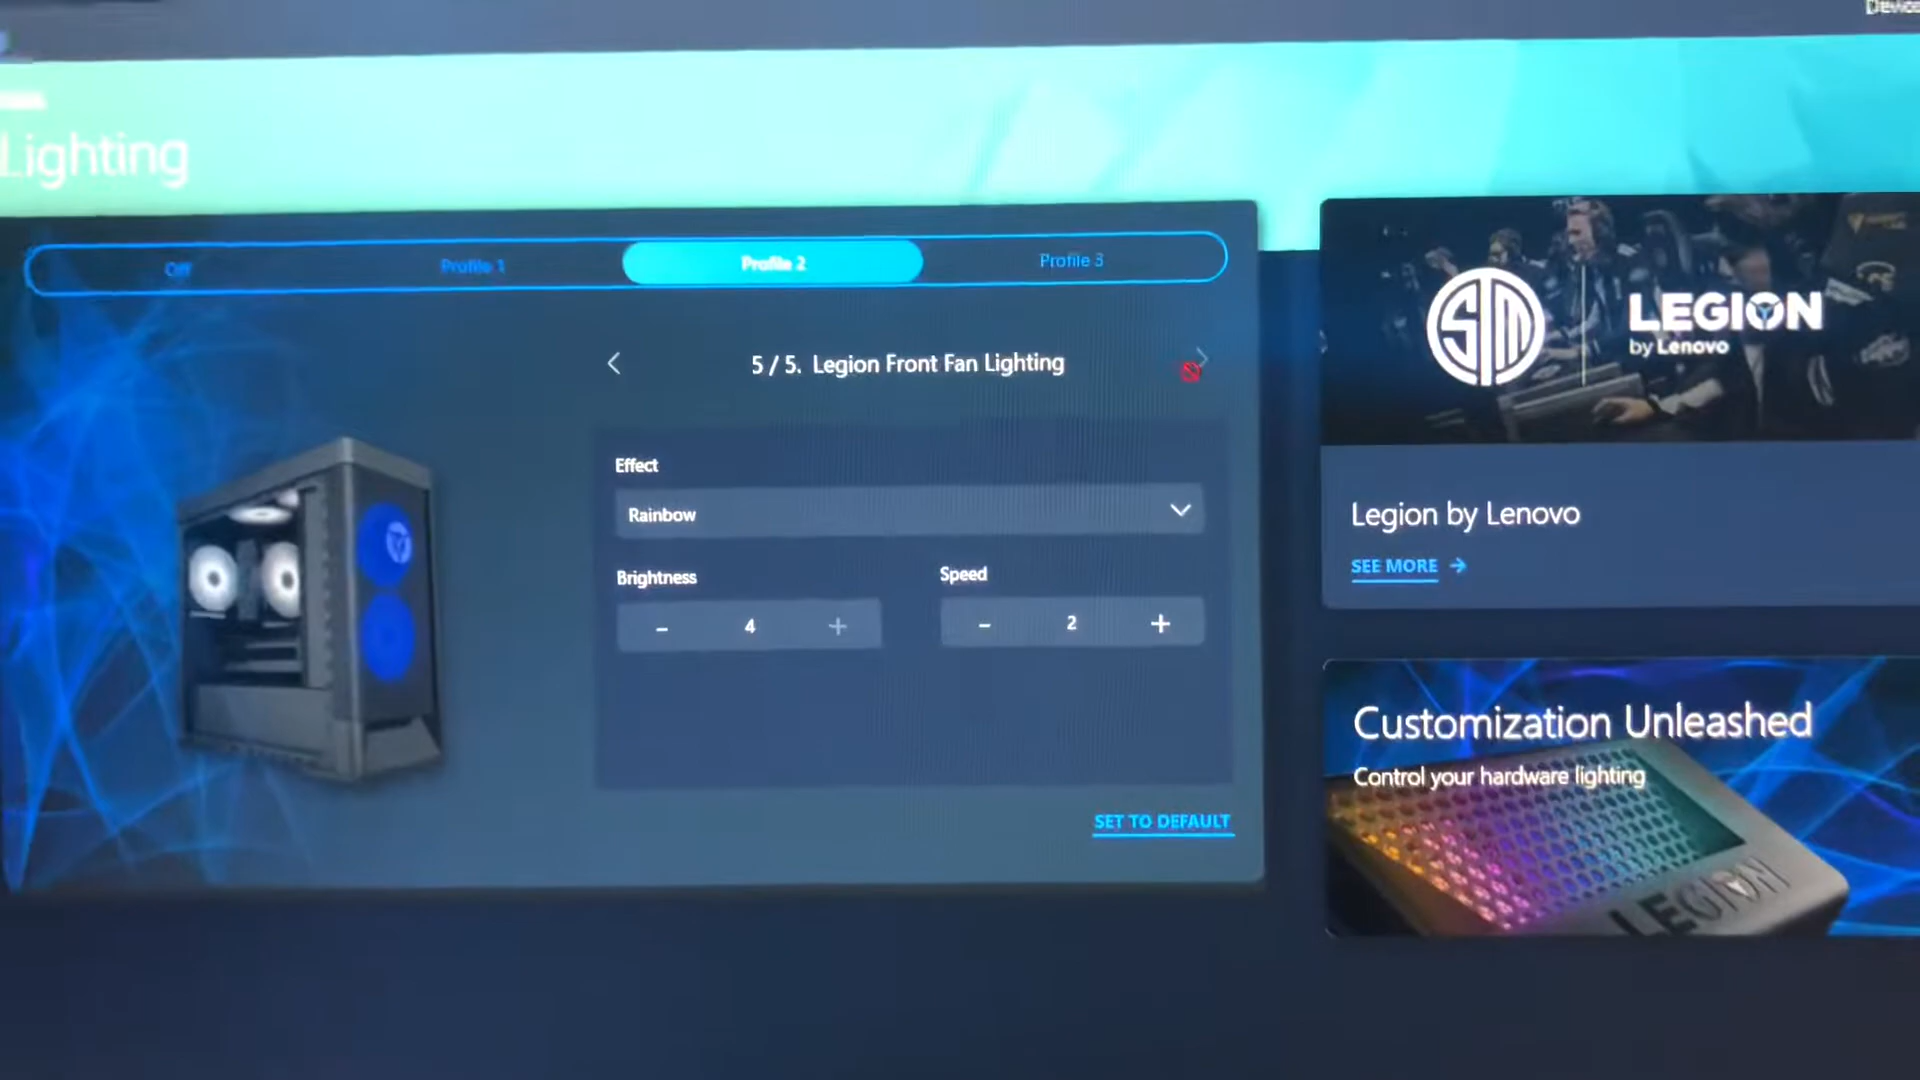 Lighting
Off
Profile 1
Profile 2
Profile 3
5 / 5. Legion Front Fan Lighting
Effect
Rainbow
Brightness
Speed
- 4 +
- 2 +
SET TO DEFAULT
TSM
LEGION
by Lenovo
Legion by Lenovo
SEE MORE →
Customization Unleashed
Control your hardware lighting
LEGION